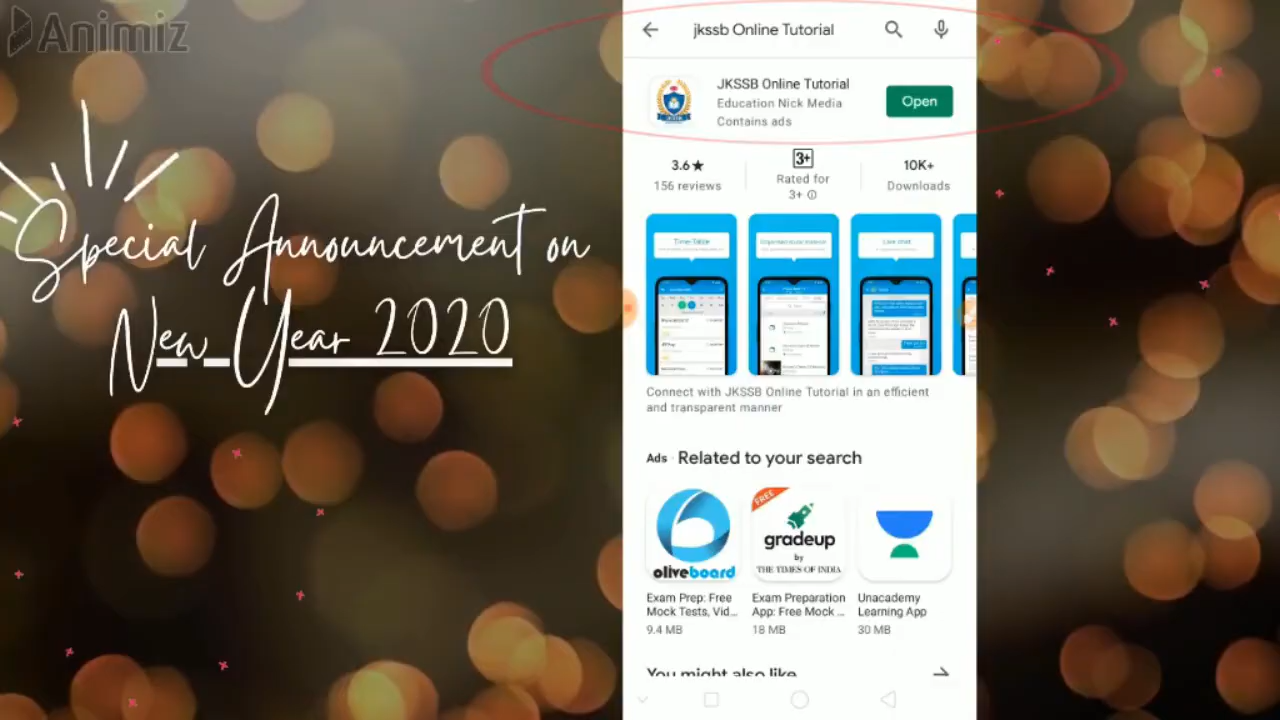 Animiz
Special Announcement on
New Year 2020
jkssb Online Tutorial
JKSSB Online Tutorial
Education Nick Media
Contains ads
Open
3.6★
156 reviews
3+
Rated for
3+
10K+
Downloads
Time Table
Live chat
Connect with JKSSB Online Tutorial in an efficient
and transparent manner
Ads · Related to your search
oliveboard
FREE
gradeup
by
THE TIMES OF INDIA
Exam Prep: Free
Mock Tests, Vid...
9.4 MB
Exam Preparation
App: Free Mock ...
18 MB
Unacademy
Learning App
30 MB
You might also like